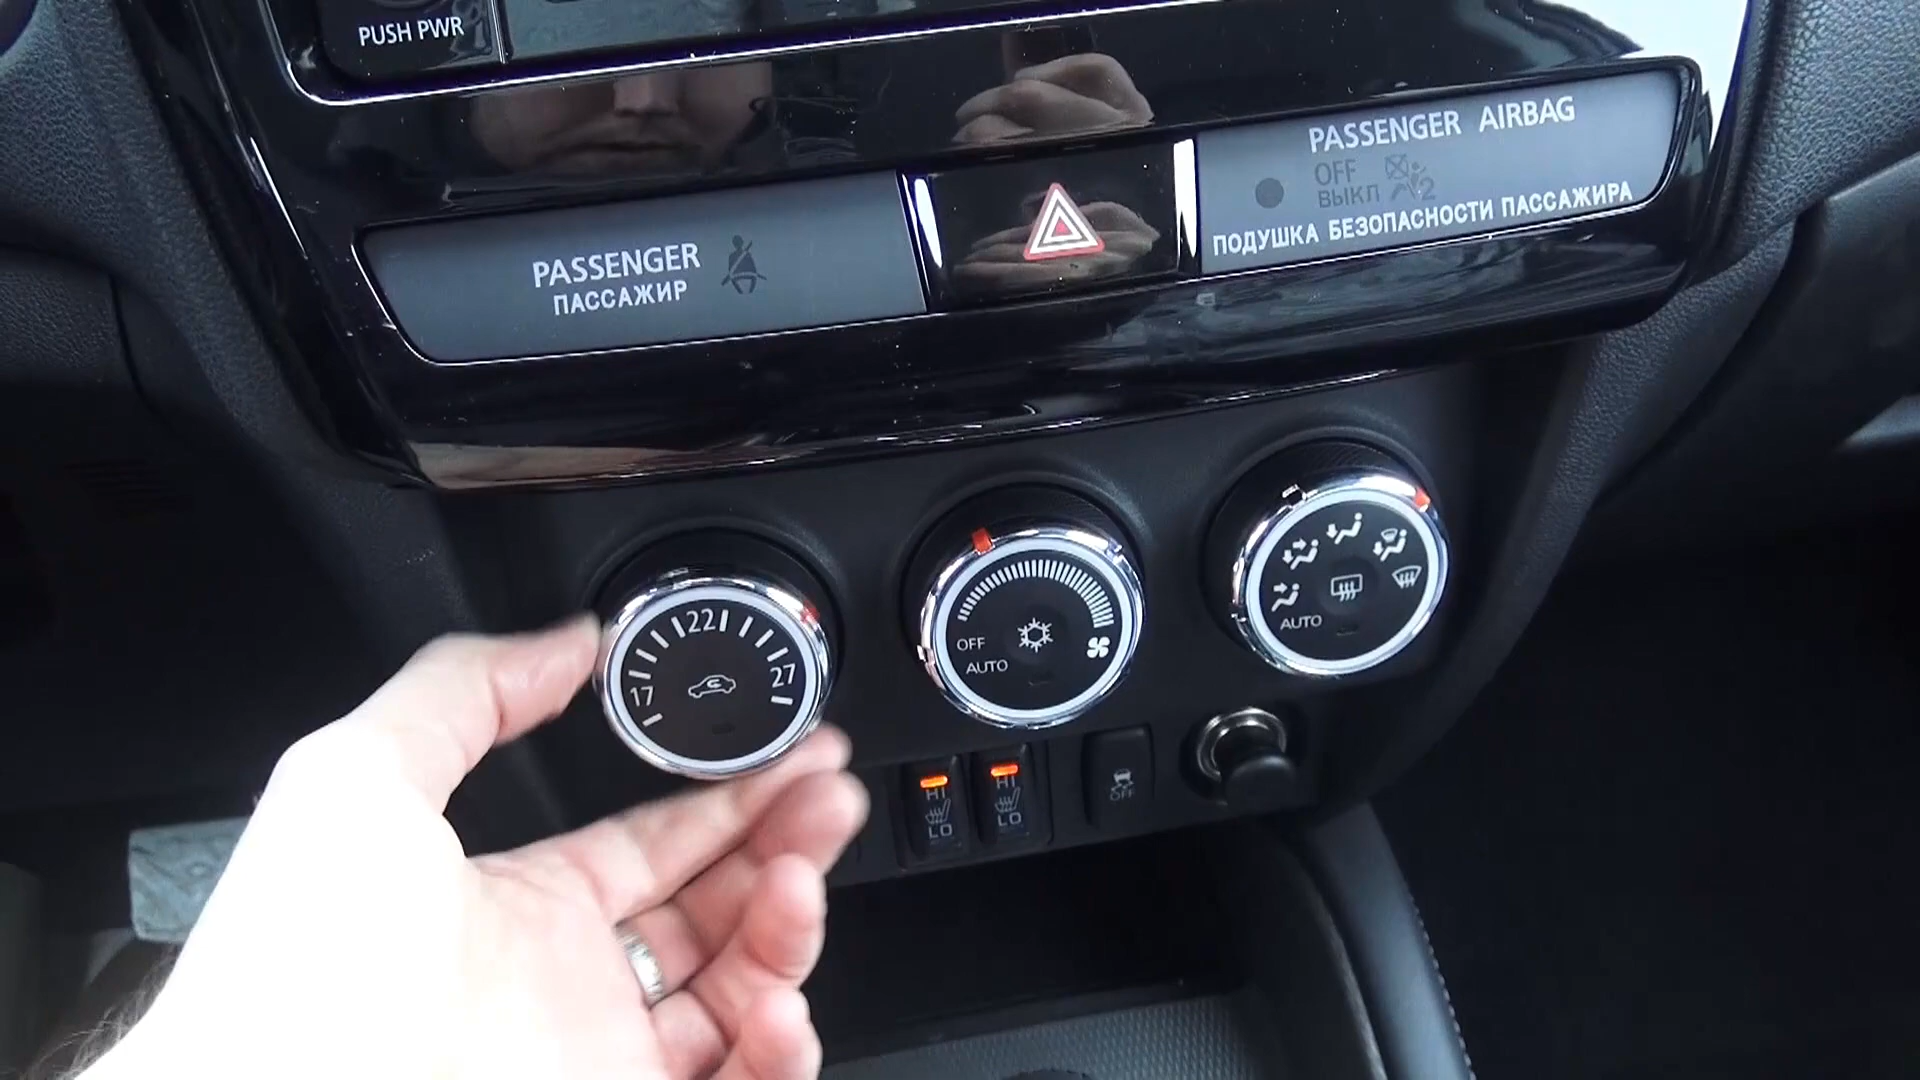 PUSH PWR
PASSENGER
ПАССАЖИР
PASSENGER AIRBAG
OFF
ВЫКЛ 2
ПОДУШКА БЕЗОПАСНОСТИ ПАССАЖИРА
17 22 27
OFF
AUTO
AUTO
HI
LO
HI
LO
OFF